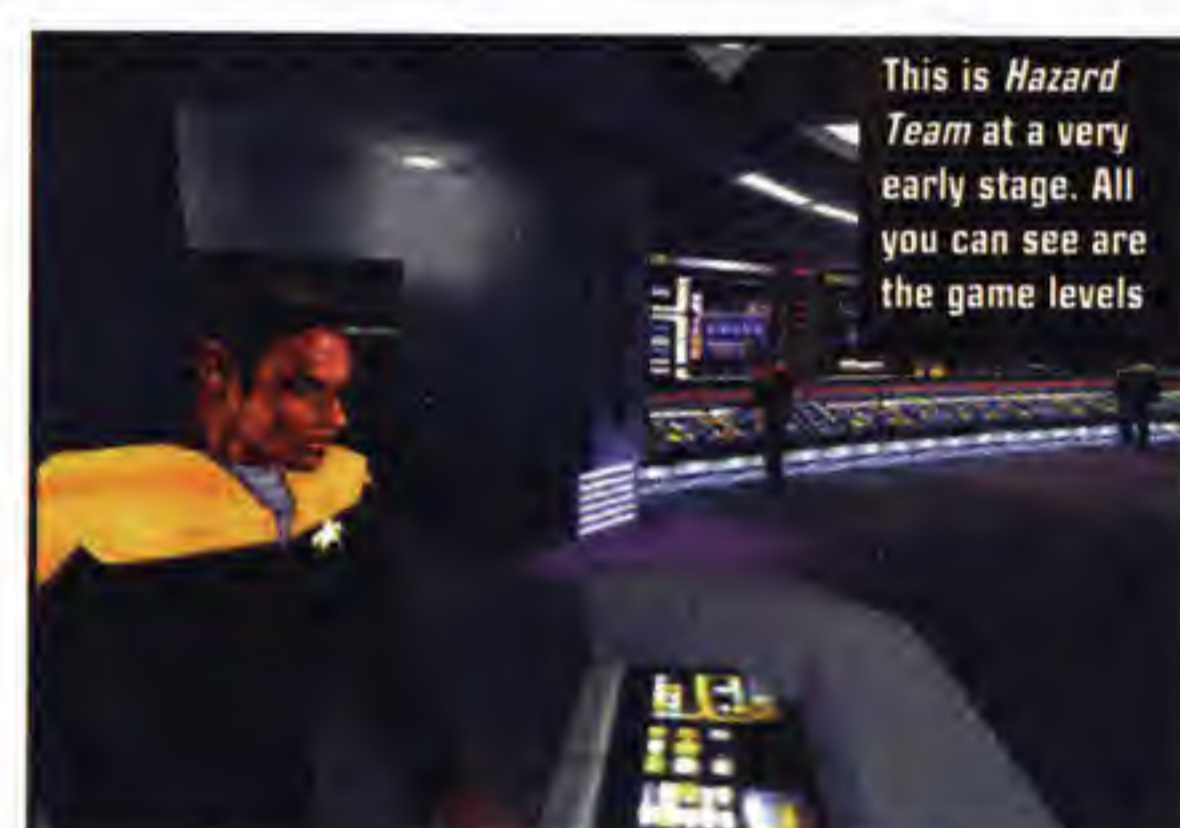 This is Hazard
Team at a very
early stage. All
you can see are
the game levels